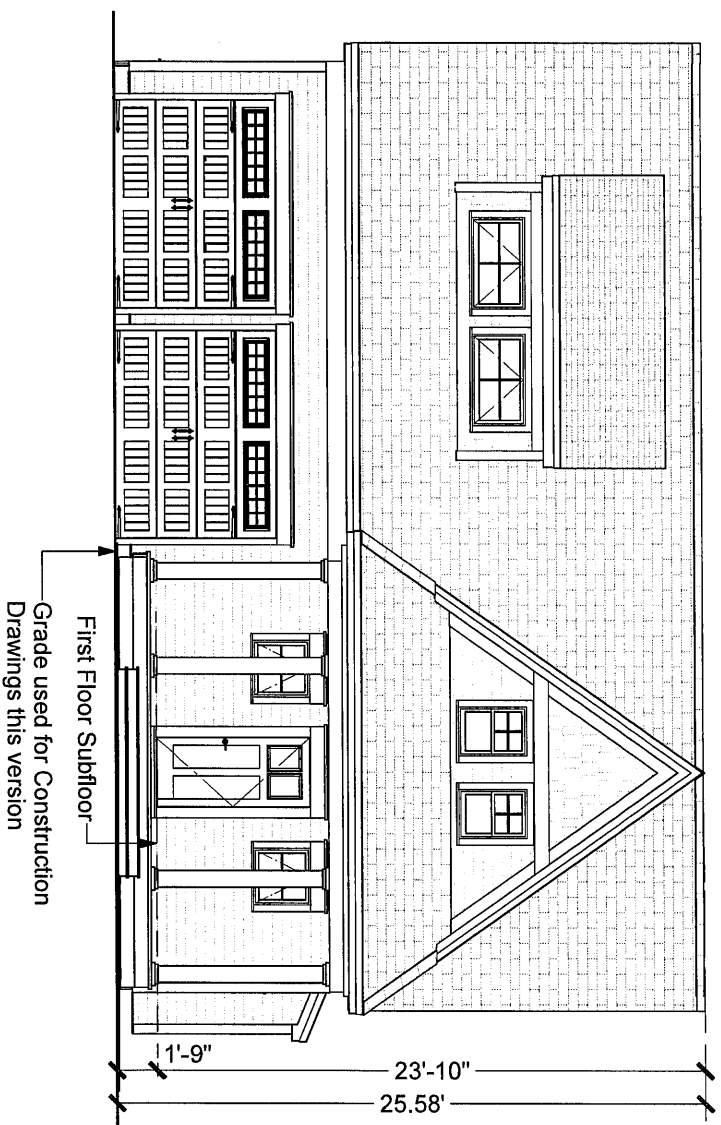 First Floor Subfloor
Grade used for Construction
Drawings this version
1'-9"
23'-10"
25.58'